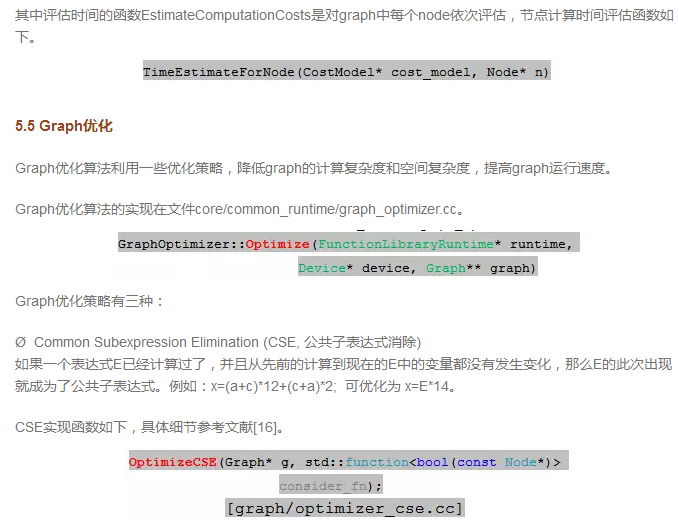 其中评估时间的函数EstimateComputationCosts是对graph中每个node依次评估，节点计算时间评估函数如
下。
TimeEstimateForNode(CostModel* cost_model, Node* n)
5.5 Graph优化
Graph优化算法利用一些优化策略，降低graph的计算复杂度和空间复杂度，提高graph运行速度。
Graph优化算法的实现在文件core/common_runtime/graph_optimizer.cc。
GraphOptimizer::Optimize(FunctionLibraryRuntime* runtime,
Device* device, Graph** graph)
Graph优化策略有三种：
Ø Common Subexpression Elimination (CSE, 公共子表达式消除)
如果一个表达式E已经计算过了，并且从先前的计算到现在的E中的变量都没有发生变化，那么E的此次出现
就成为了公共子表达式。例如：x=(a+c)*12+(c+a)*2; 可优化为 x=E*14。
CSE实现函数如下，具体细节参考文献[16]。
OptimizeCSE(Graph* g, std::function<bool(const Node*)>
consider_fn);
[graph/optimizer_cse.cc]